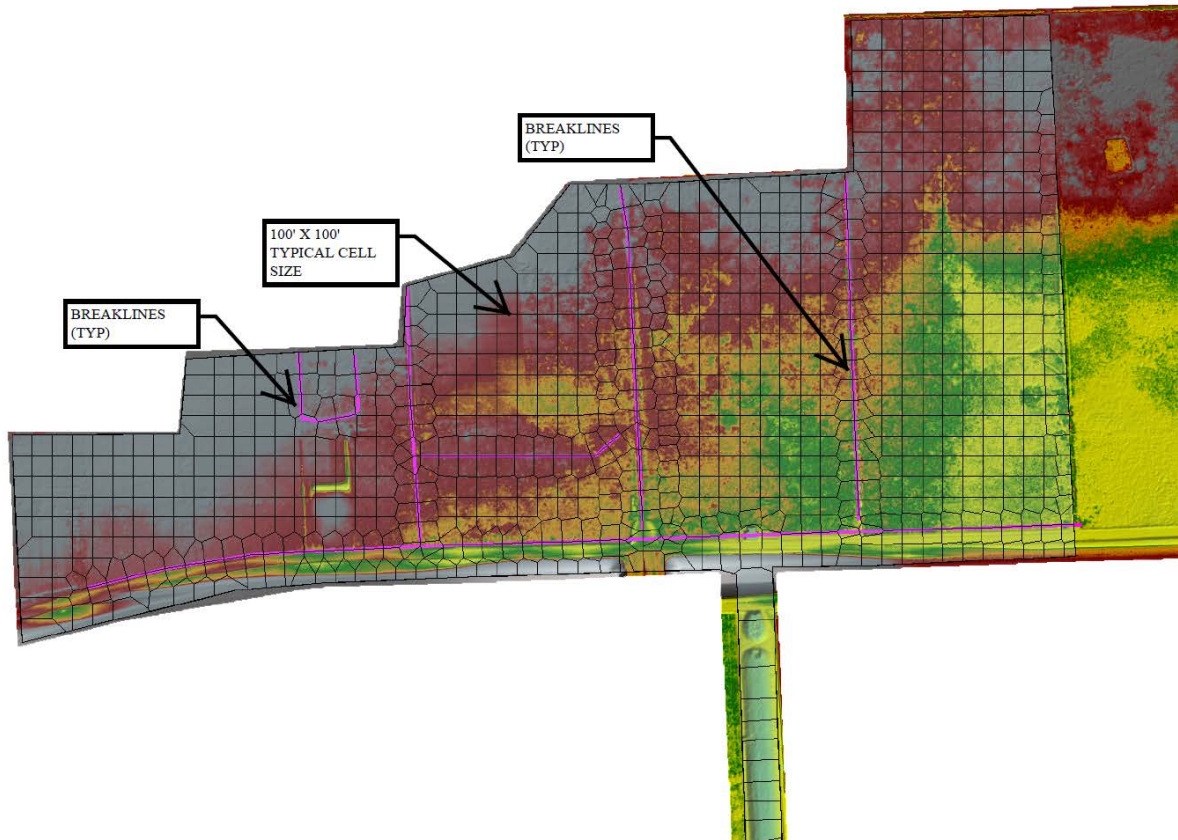 BREAKLINES
(TYP)
100' X 100'
TYPICAL CELL
SIZE
BREAKLINES
(TYP)